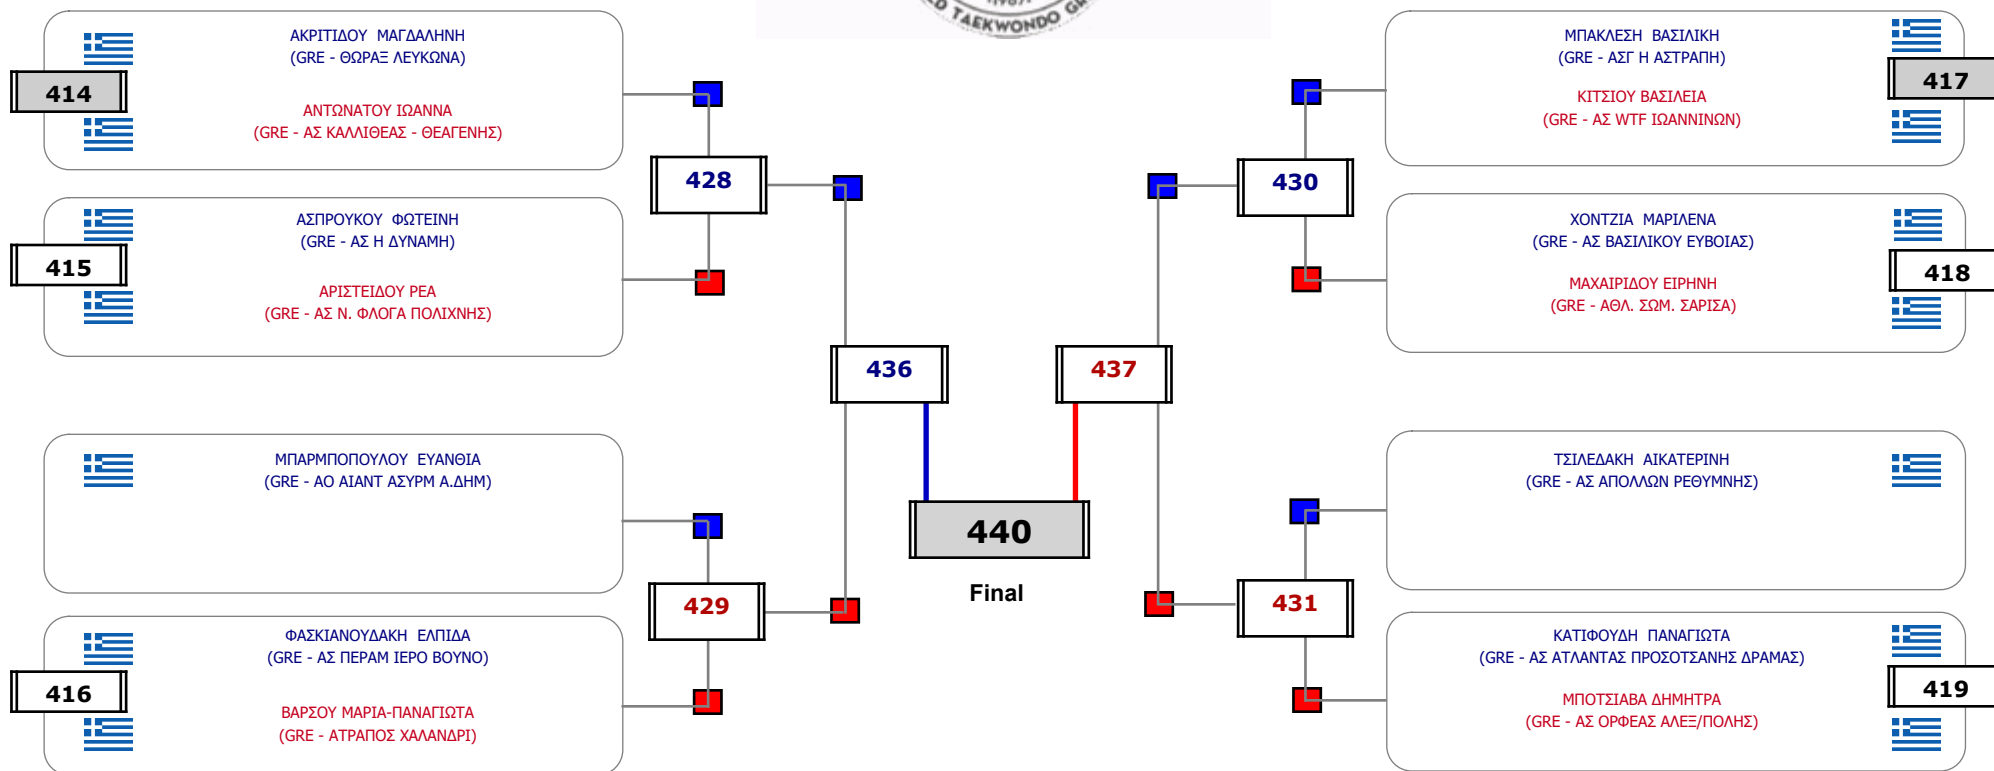 TAEKWONDO
ΑΚΡΙΤΙΔΟΥ ΜΑΓΔΑΛΗΝΗ
(GRE - ΘΩΡΑΞ ΛΕΥΚΩΝΑ)
414
ΑΝΤΩΝΑΤΟΥ ΙΩΑΝΝΑ
(GRE - ΑΣ ΚΑΛΛΙΘΕΑΣ - ΘΕΑΓΕΝΗΣ)
428
ΑΣΠΡΟΥΚΟΥ ΦΩΤΕΙΝΗ
(GRE - ΑΣ Η ΔΥΝΑΜΗ)
415
ΑΡΙΣΤΕΙΔΟΥ ΡΕΑ
(GRE - ΑΣ Ν. ΦΛΟΓΑ ΠΟΛΙΧΝΗΣ)
436
ΜΠΑΡΜΠΟΠΟΥΛΟΥ ΕΥΑΝΘΙΑ
(GRE - ΑΟ ΑΙΑΝΤ ΑΣΥΡΜ Α.ΔΗΜ)
429
ΦΑΣΚΙΑΝΟΥΔΑΚΗ ΕΛΠΙΔΑ
(GRE - ΑΣ ΠΕΡΑΜ ΙΕΡΟ ΒΟΥΝΟ)
416
ΒΑΡΣΟΥ ΜΑΡΙΑ-ΠΑΝΑΓΙΩΤΑ
(GRE - ΑΤΡΑΠΟΣ ΧΑΛΑΝΔΡΙ)
440
Final
ΜΠΑΚΛΕΣΗ ΒΑΣΙΛΙΚΗ
(GRE - ΑΣΓ Η ΑΣΤΡΑΠΗ)
417
ΚΙΤΣΙΟΥ ΒΑΣΙΛΕΙΑ
(GRE - ΑΣ WTF ΙΩΑΝΝΙΝΩΝ)
430
ΧΟΝΤΖΙΑ ΜΑΡΙΛΕΝΑ
(GRE - ΑΣ ΒΑΣΙΛΙΚΟΥ ΕΥΒΟΙΑΣ)
418
ΜΑΧΑΙΡΙΔΟΥ ΕΙΡΗΝΗ
(GRE - ΑΘΛ. ΣΩΜ. ΣΑΡΙΣΑ)
437
ΤΣΙΛΕΔΑΚΗ ΑΙΚΑΤΕΡΙΝΗ
(GRE - ΑΣ ΑΠΟΛΛΩΝ ΡΕΘΥΜΝΗΣ)
431
ΚΑΤΙΦΟΥΔΗ ΠΑΝΑΓΙΩΤΑ
(GRE - ΑΣ ΑΤΛΑΝΤΑΣ ΠΡΟΣΟΤΣΑΝΗΣ ΔΡΑΜΑΣ)
419
ΜΠΟΤΣΙΑΒΑ ΔΗΜΗΤΡΑ
(GRE - ΑΣ ΟΡΦΕΑΣ ΑΛΕΞ/ΠΟΛΗΣ)